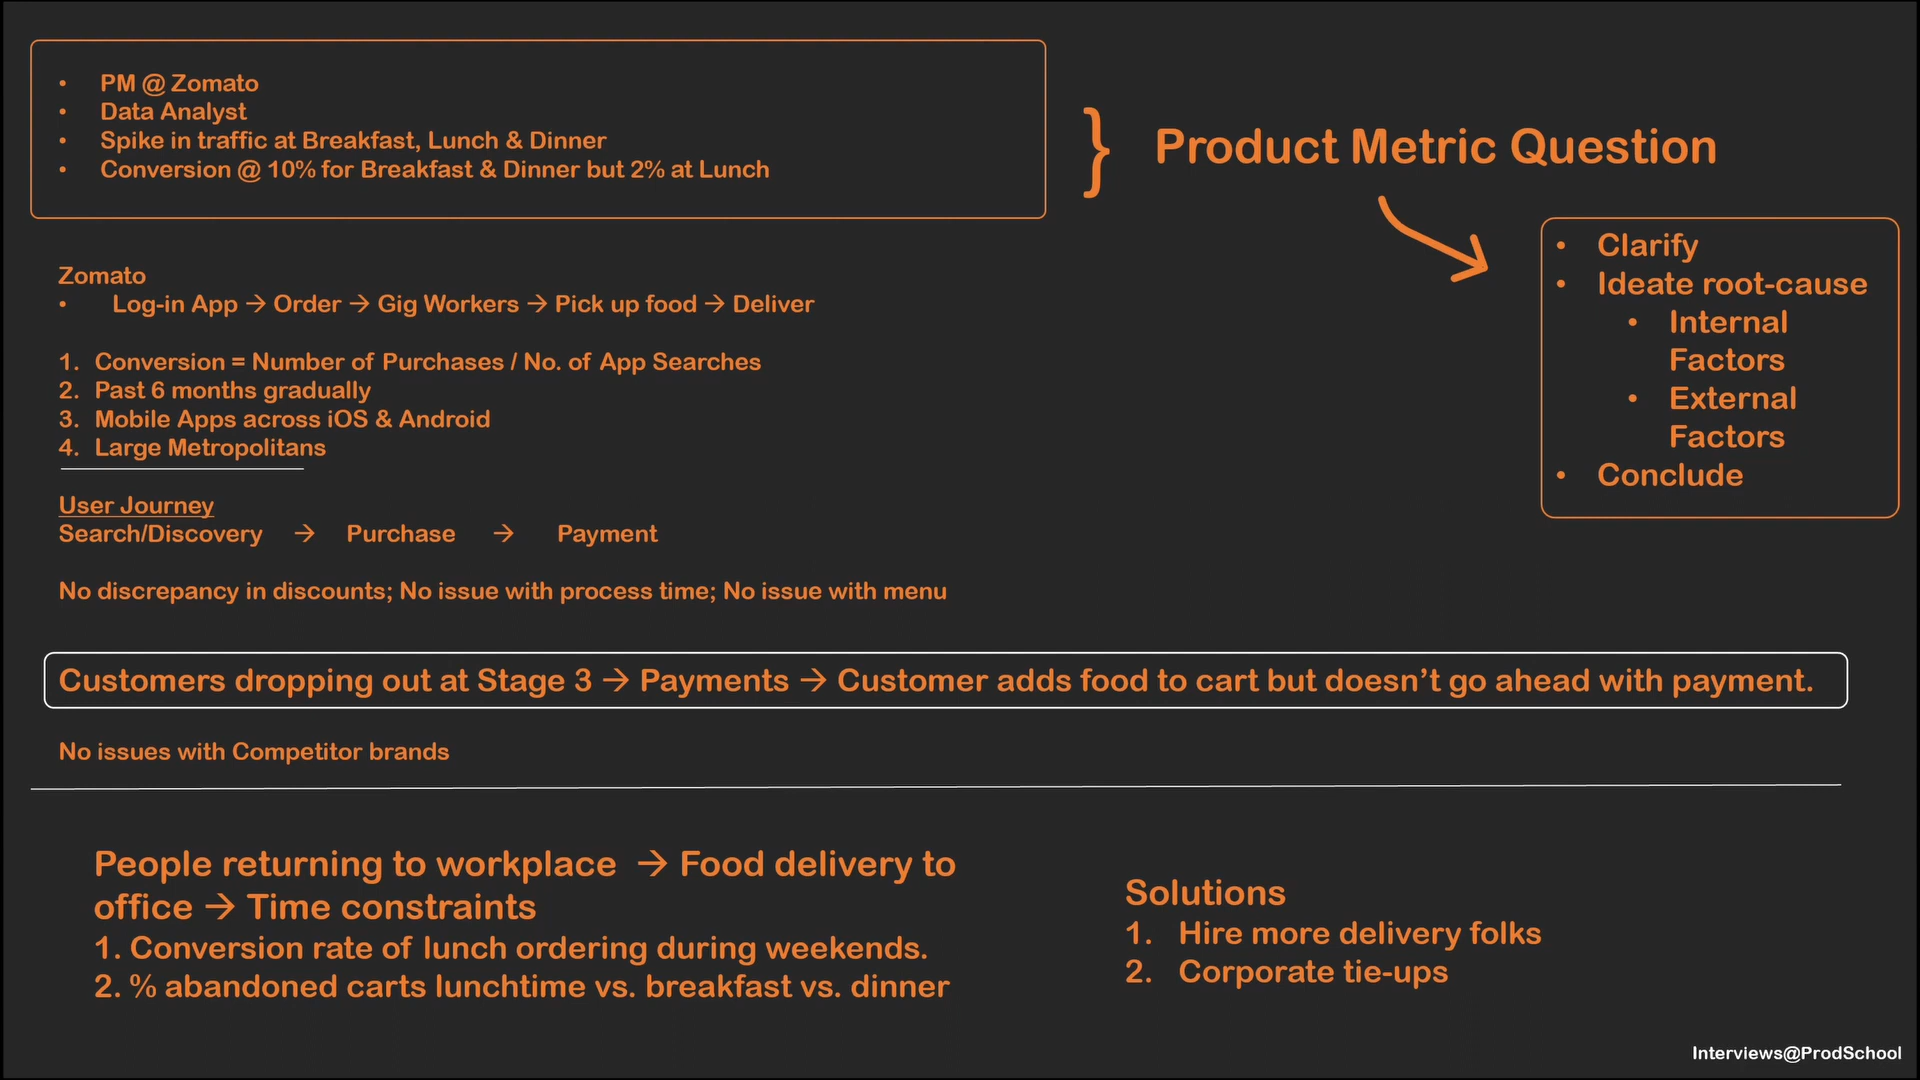 • PM @ Zomato
• Data Analyst
• Spike in traffic at Breakfast, Lunch & Dinner
• Conversion @ 10% for Breakfast & Dinner but 2% at Lunch
} Product Metric Question
• Clarify
• Ideate root-cause
• Internal
Factors
• External
Factors
• Conclude
Zomato
• Log-in App → Order → Gig Workers → Pick up food → Deliver
1. Conversion = Number of Purchases / No. of App Searches
2. Past 6 months gradually
3. Mobile Apps across iOS & Android
4. Large Metropolitans
User Journey
Search/Discovery → Purchase → Payment
No discrepancy in discounts; No issue with process time; No issue with menu
Customers dropping out at Stage 3 → Payments → Customer adds food to cart but doesn't go ahead with payment.
No issues with Competitor brands
People returning to workplace → Food delivery to
office → Time constraints
1. Conversion rate of lunch ordering during weekends.
2. % abandoned carts lunchtime vs. breakfast vs. dinner
Solutions
1. Hire more delivery folks
2. Corporate tie-ups
Interviews@ProdSchool